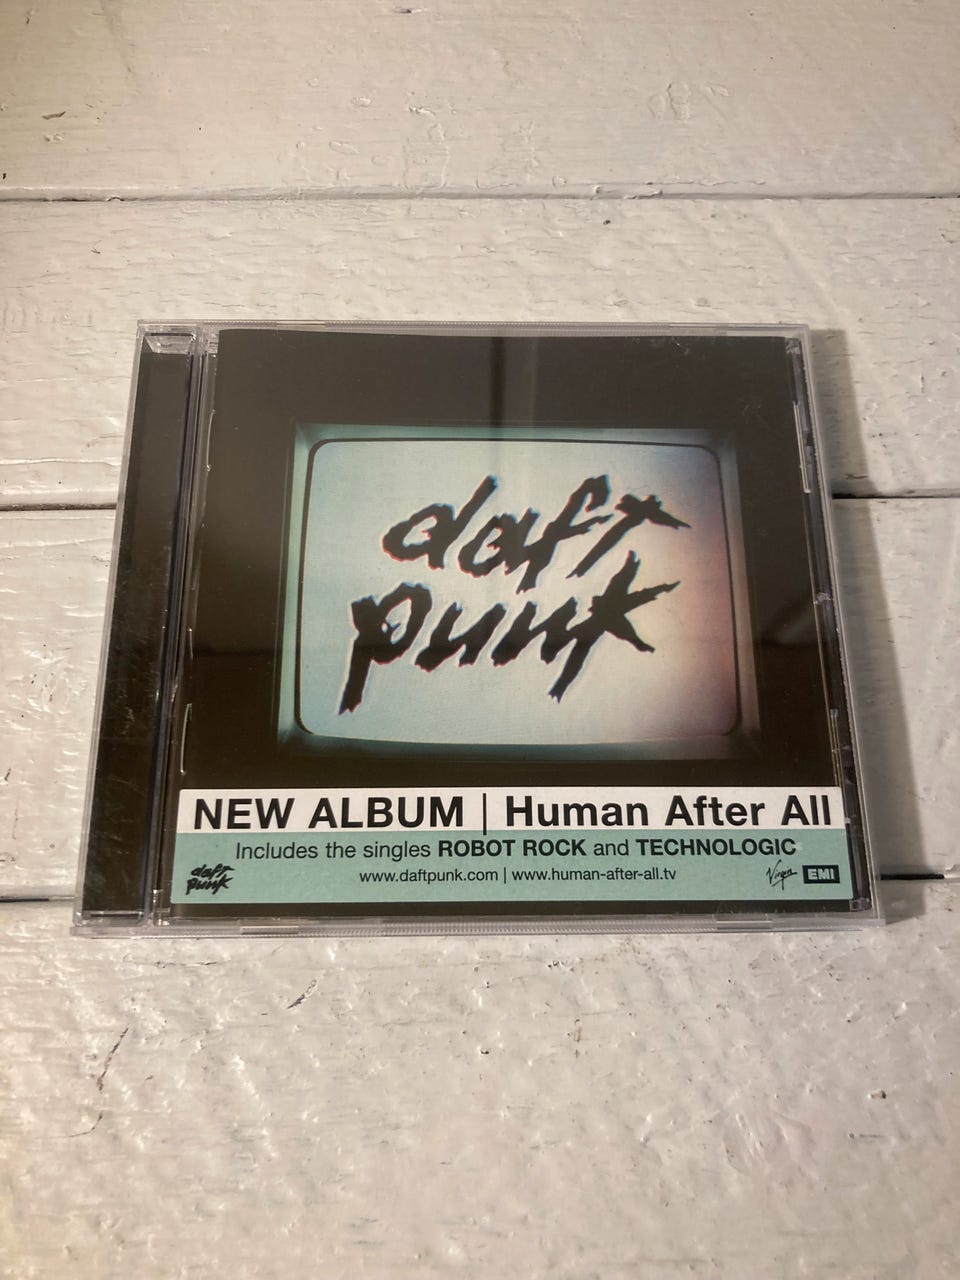 daft
punk
NEW ALBUM | Human After All
Includes the singles ROBOT ROCK and TECHNOLOGIC
daft
punk
www.daftpunk.com | www.human-after-all.tv
Virgin
EMI